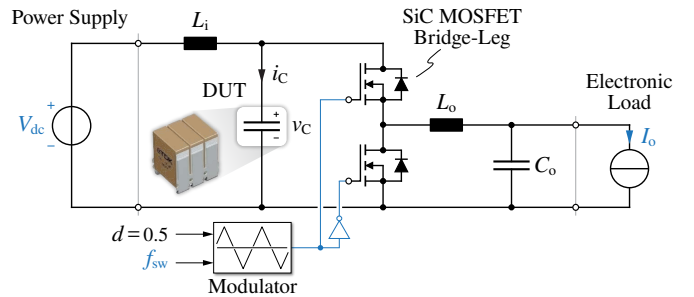 Power Supply
L_i
SiC MOSFET
Bridge-Leg
i_C
DUT
+
v_C
−
TDK
+
V_dc
−
L_o
Electronic
Load
I_o
C_o
d = 0.5
f_sw
Modulator